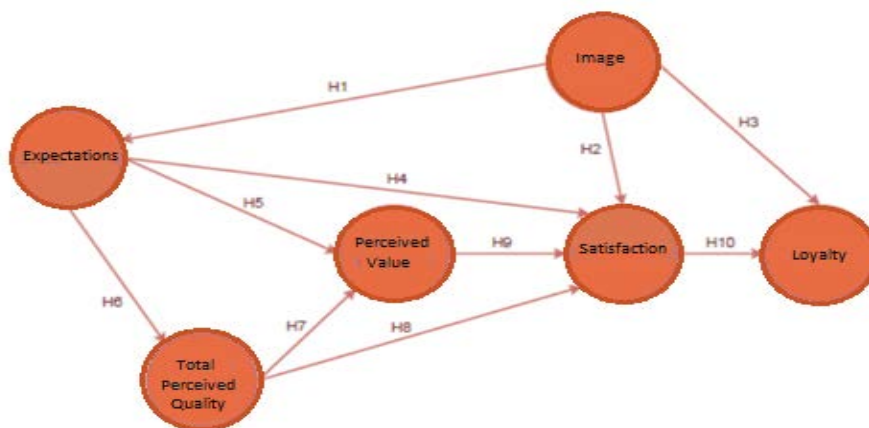 Image
H1
H3
H2
Expectations
H4
H5
Perceived
Value
H9
Satisfaction
H10
Loyalty
H6
H7
H8
Total
Perceived
Quality